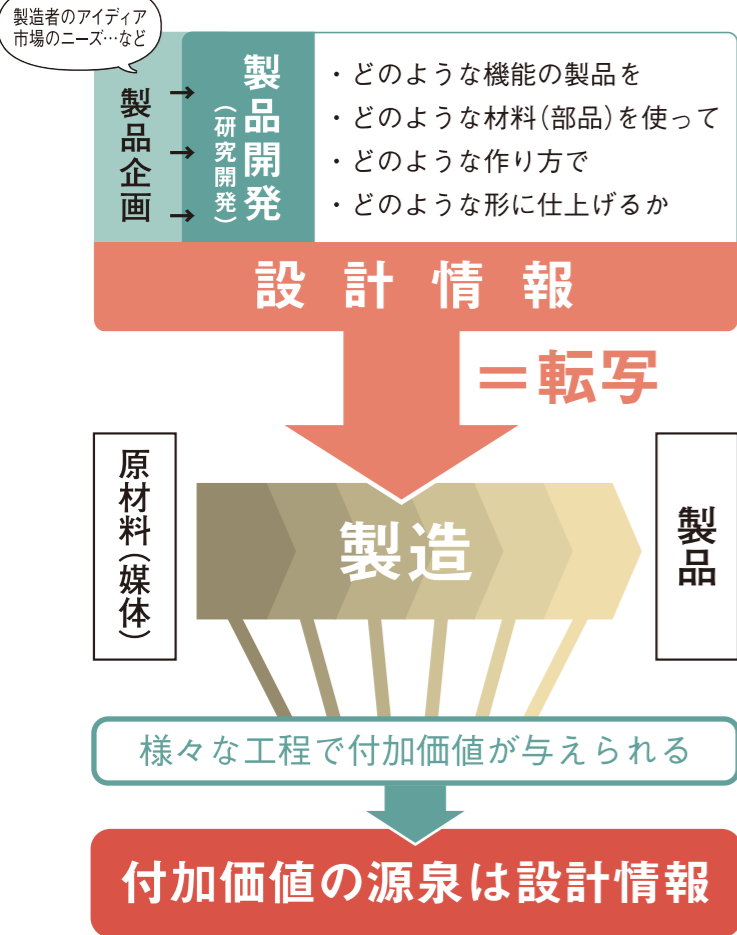 製造者のアイディア
市場のニーズ…など
製品企画
→
→
→
製品開発
（研究開発）
・どのような機能の製品を
・どのような材料（部品）を使って
・どのような作り方で
・どのような形に仕上げるか
設計情報
＝転写
原材料（媒体）
製造
製品
様々な工程で付加価値が与えられる
付加価値の源泉は設計情報